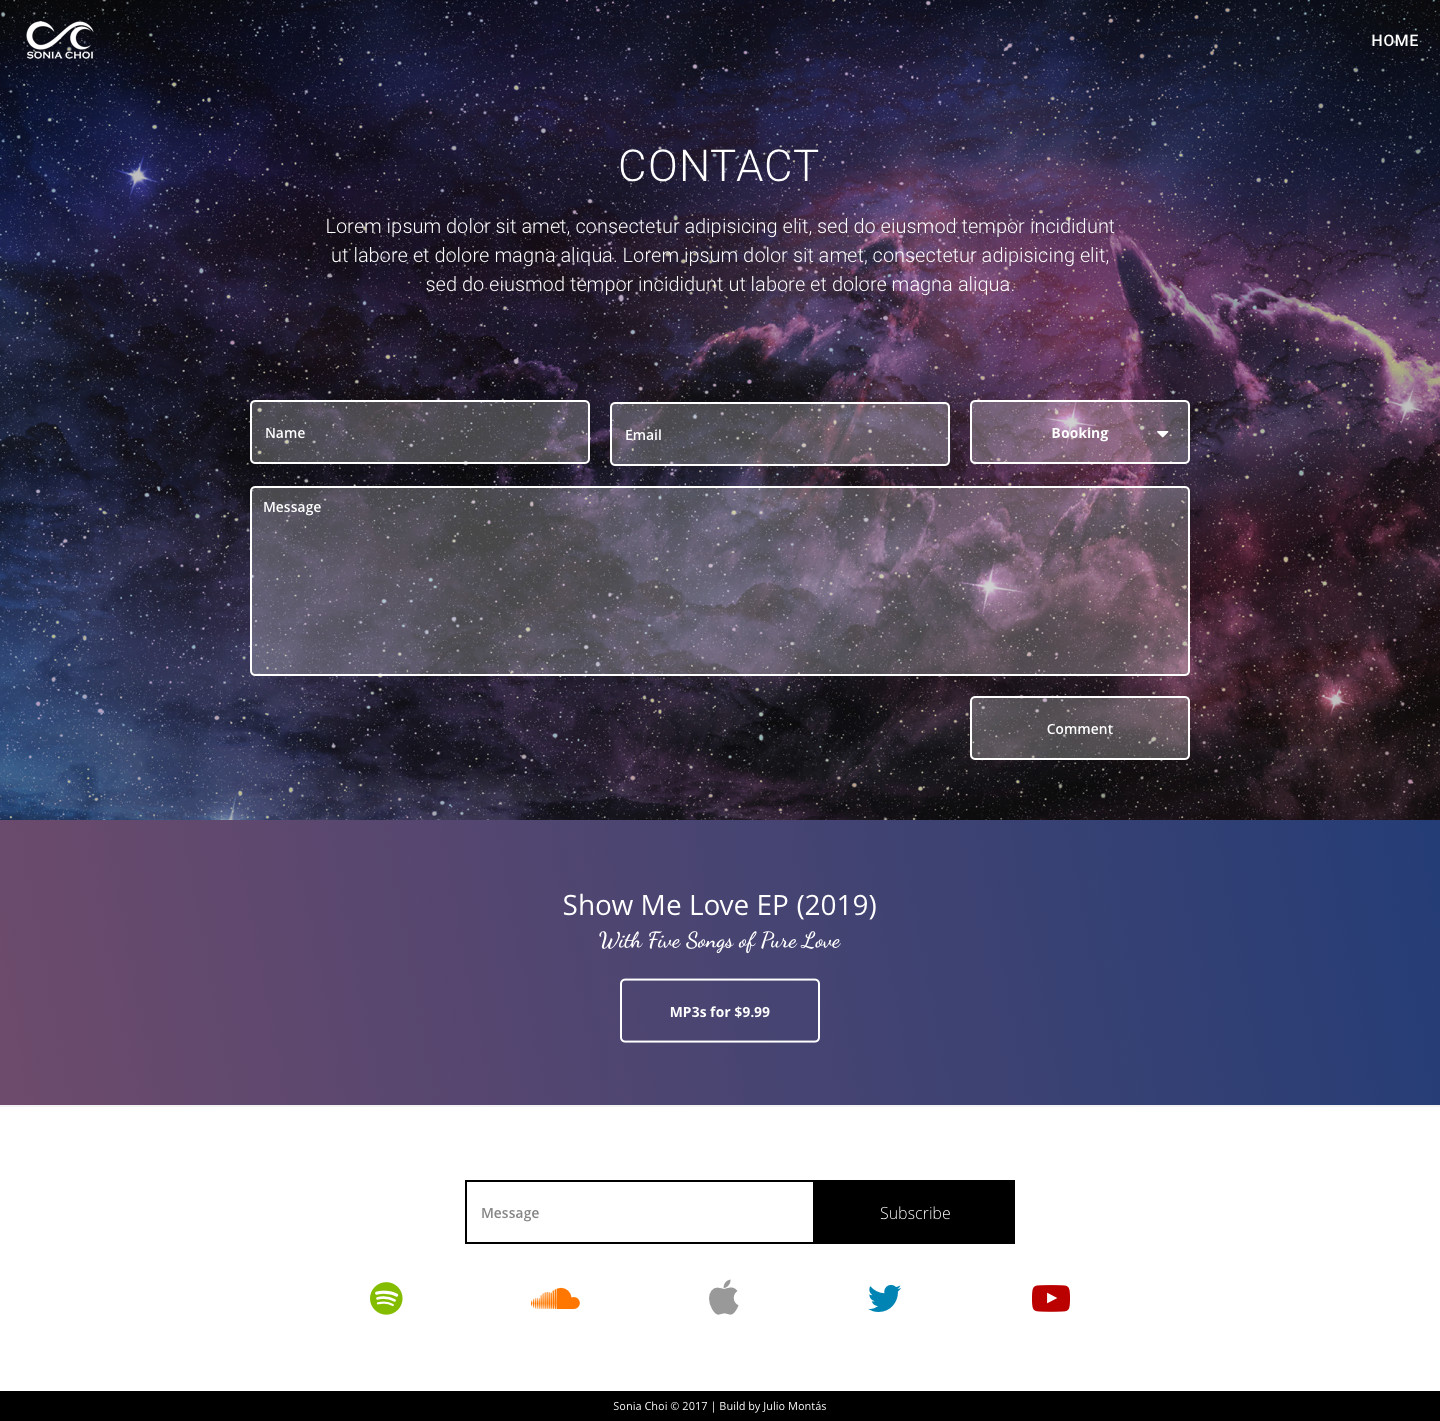 SONIA CHOI
HOME
CONTACT
Lorem ipsum dolor sit amet, consectetur adipisicing elit, sed do eiusmod tempor incididunt
ut labore et dolore magna aliqua. Lorem ipsum dolor sit amet, consectetur adipisicing elit,
sed do eiusmod tempor incididunt ut labore et dolore magna aliqua.
Name
Email
Booking
Message
Comment
Show Me Love EP (2019)
With Five Songs of Pure Love
MP3s for $9.99
Message
Subscribe
Sonia Choi © 2017 | Build by Julio Montás